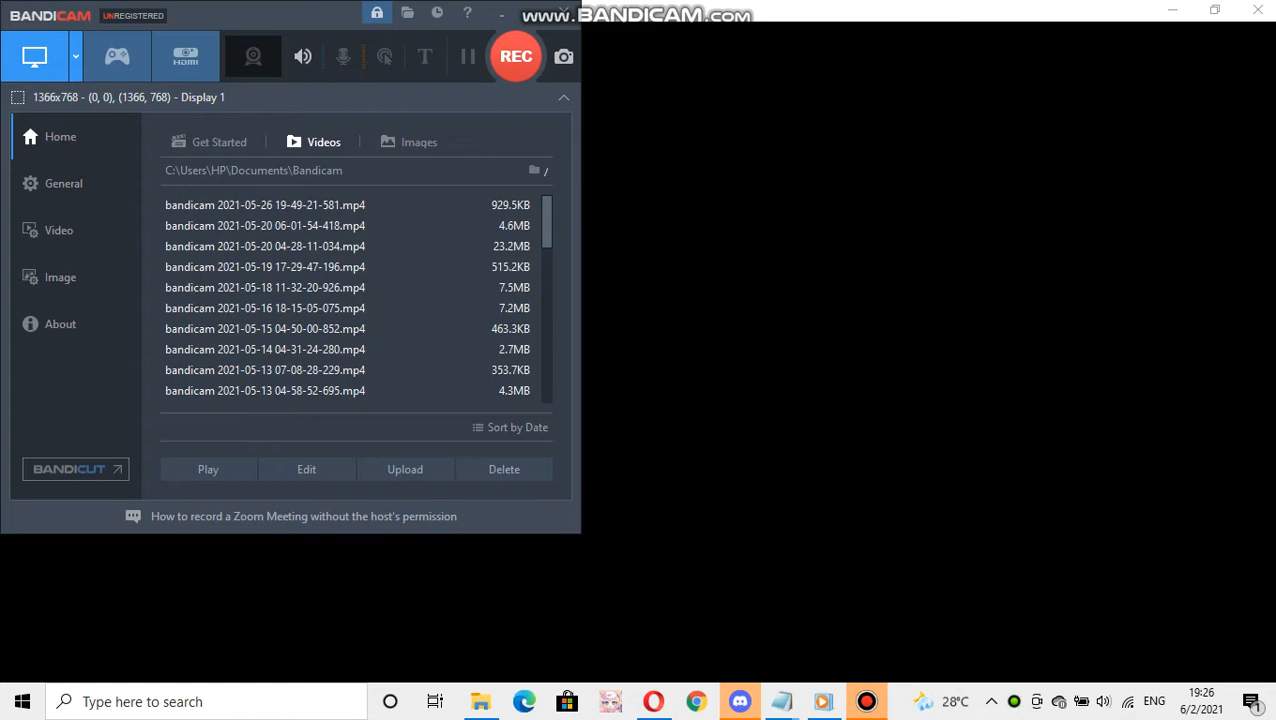 BANDICAM UNREGISTERED
www.BANDICAM.com
HDMI
T
REC
1366x768 - (0, 0), (1366, 768) - Display 1
Home
General
Video
Image
About
BANDICUT
Get Started
Videos
Images
C:\Users\HP\Documents\Bandicam
/
bandicam 2021-05-26 19-49-21-581.mp4 929.5KB
bandicam 2021-05-20 06-01-54-418.mp4 4.6MB
bandicam 2021-05-20 04-28-11-034.mp4 23.2MB
bandicam 2021-05-19 17-29-47-196.mp4 515.2KB
bandicam 2021-05-18 11-32-20-926.mp4 7.5MB
bandicam 2021-05-16 18-15-05-075.mp4 7.2MB
bandicam 2021-05-15 04-50-00-852.mp4 463.3KB
bandicam 2021-05-14 04-31-24-280.mp4 2.7MB
bandicam 2021-05-13 07-08-28-229.mp4 353.7KB
bandicam 2021-05-13 04-58-52-695.mp4 4.3MB
Sort by Date
Play Edit Upload Delete
How to record a Zoom Meeting without the host's permission
Type here to search
28°C
ENG
19:26
6/2/2021
1